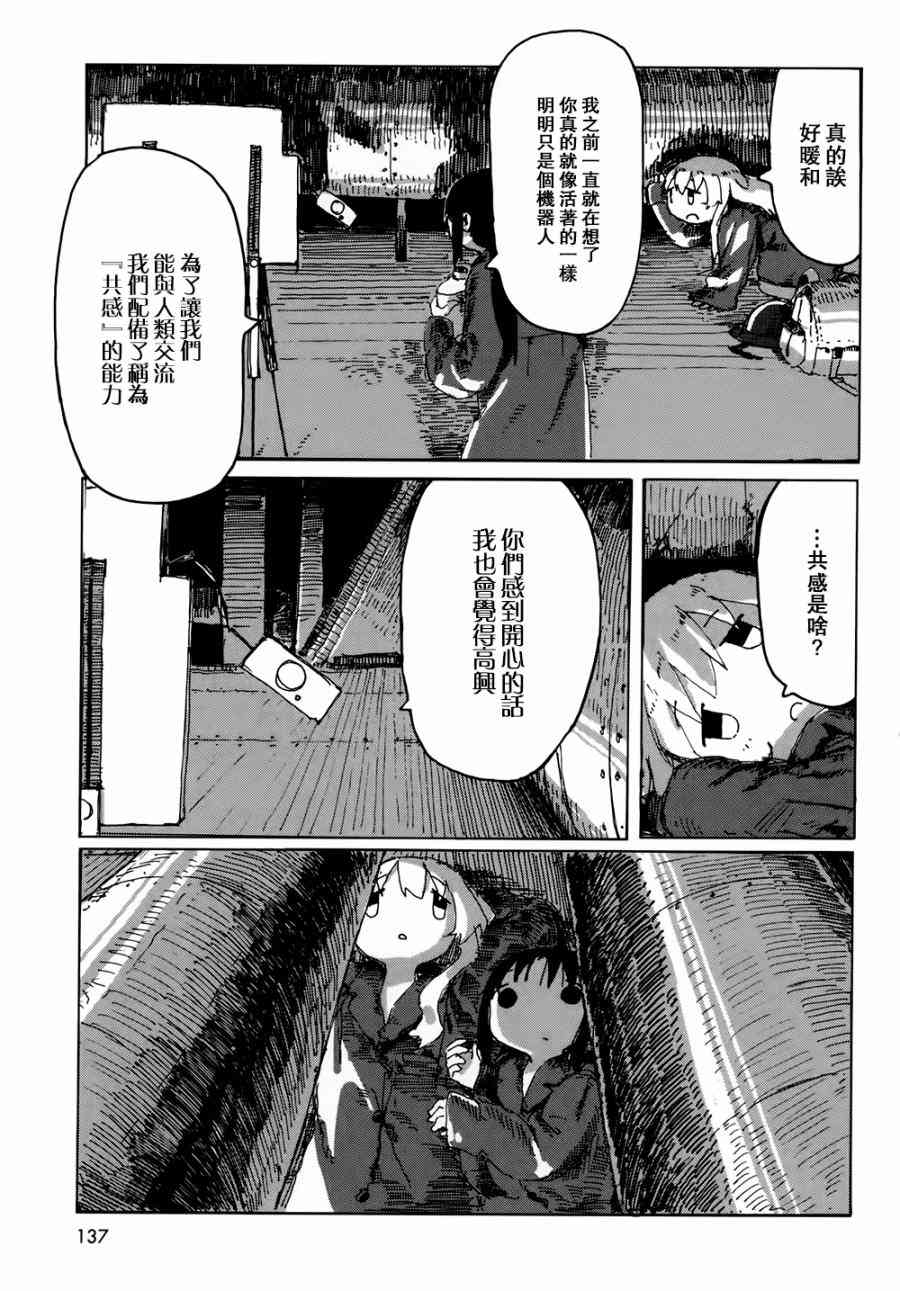 真的誒
好暖和
我之前一直就在想了
你真的就像活著的一樣
明明只是個機器人
為了讓我們
能與人類交流
我們配備了稱為
『共感』的能力
…共感是啥?
你們感到開心的話
我也會覺得高興
137